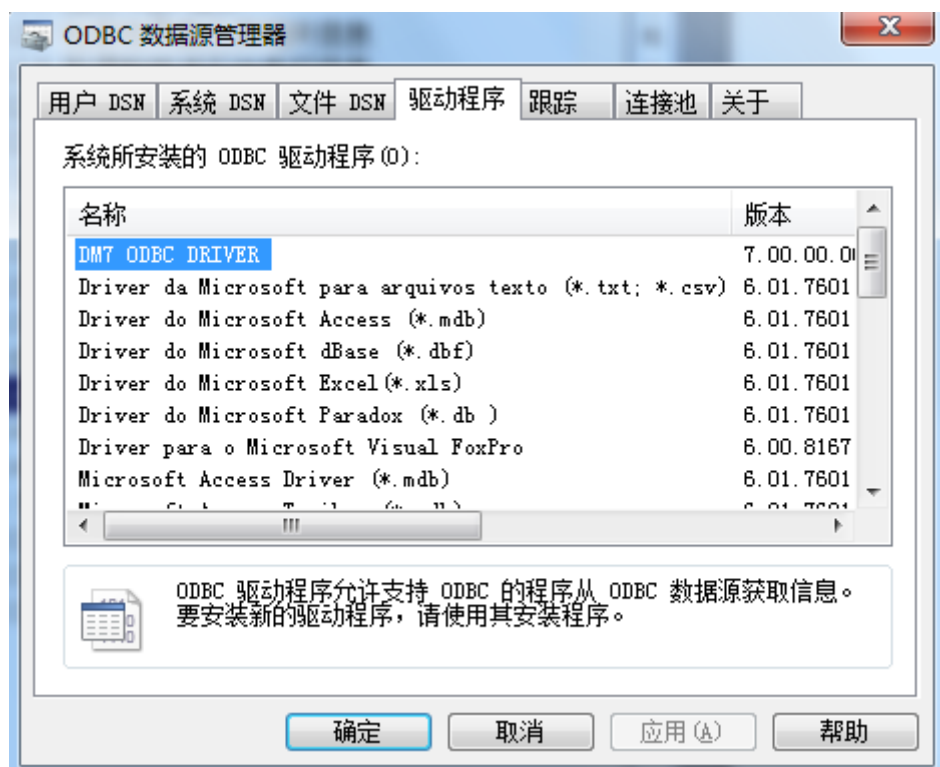 ODBC 数据源管理器
用户 DSN 系统 DSN 文件 DSN 驱动程序 跟踪 连接池 关于
系统所安装的 ODBC 驱动程序(O):
名称 版本
DM7 ODBC DRIVER 7.00.00.0
Driver da Microsoft para arquivos texto (*.txt; *.csv) 6.01.7601
Driver do Microsoft Access (*.mdb) 6.01.7601
Driver do Microsoft dBase (*.dbf) 6.01.7601
Driver do Microsoft Excel(*.xls) 6.01.7601
Driver do Microsoft Paradox (*.db ) 6.01.7601
Driver para o Microsoft Visual FoxPro 6.00.8167
Microsoft Access Driver (*.mdb) 6.01.7601
ODBC 驱动程序允许支持 ODBC 的程序从 ODBC 数据源获取信息。
要安装新的驱动程序，请使用其安装程序。
确定 取消 应用(A) 帮助